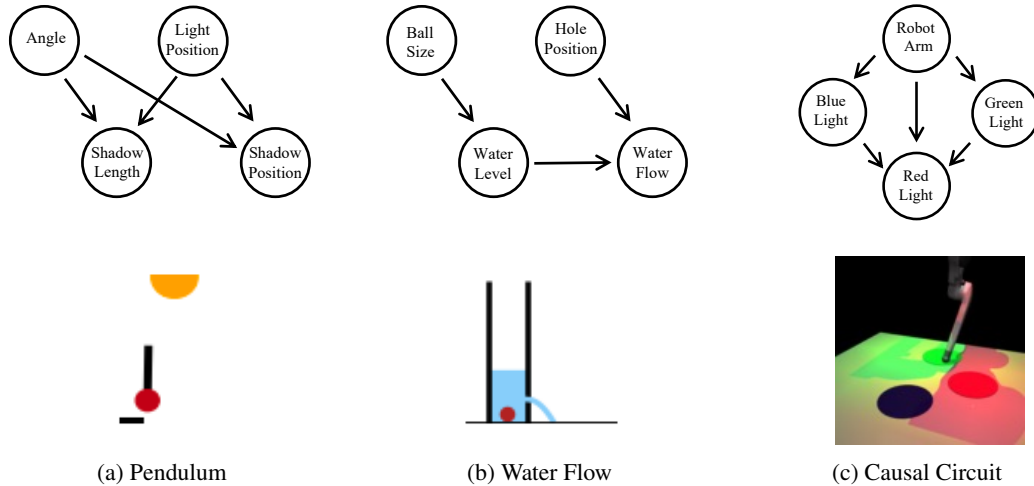 Angle
Light
Position
Shadow
Length
Shadow
Position
Ball
Size
Hole
Position
Water
Level
Water
Flow
Robot
Arm
Blue
Light
Green
Light
Red
Light
(a) Pendulum
(b) Water Flow
(c) Causal Circuit